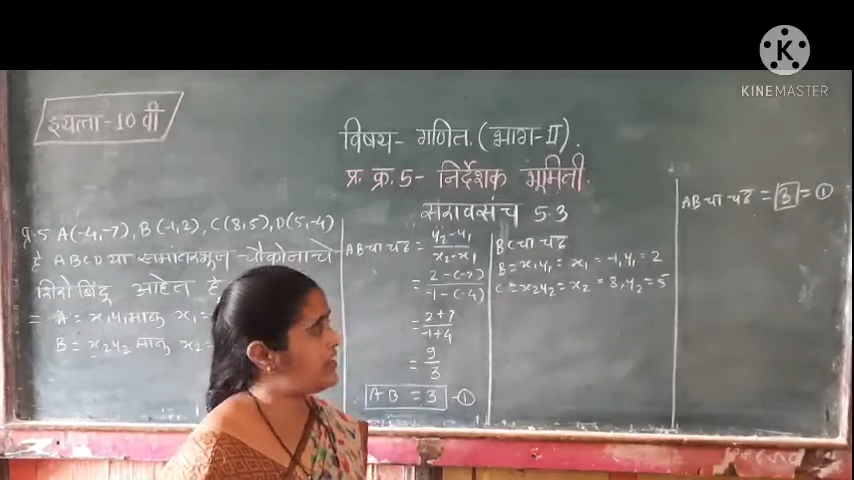 KINEMASTER
इयत्ता-10 वी
विषय- गणित. (भाग-II).
प्र. क्र. 5- निर्देशक भूमिती.
सरावसंच 5.3
प्र.5 A(-4,-7), B(-1,2), C(8,5), D(5,-4)
हे ABCD या समांतरभुज चौकोनाचे
शिरोबिंदू आहेत हे
= A = x₁y₁ मानू x₁ =
B = x₂y₂ मानू x₂ =
AB चा चढ = y₂-y₁ / x₂-x₁
= 2-(-7) / -1-(-4)
= 2+7 / -1+4
= 9/3
AB = 3 -①
BC चा चढ
B = x₁y₁ = x₁ = -1, y₁ = 2
C = x₂y₂ = x₂ = 8, y₂ = 5
AB चा चढ = 3 = ①